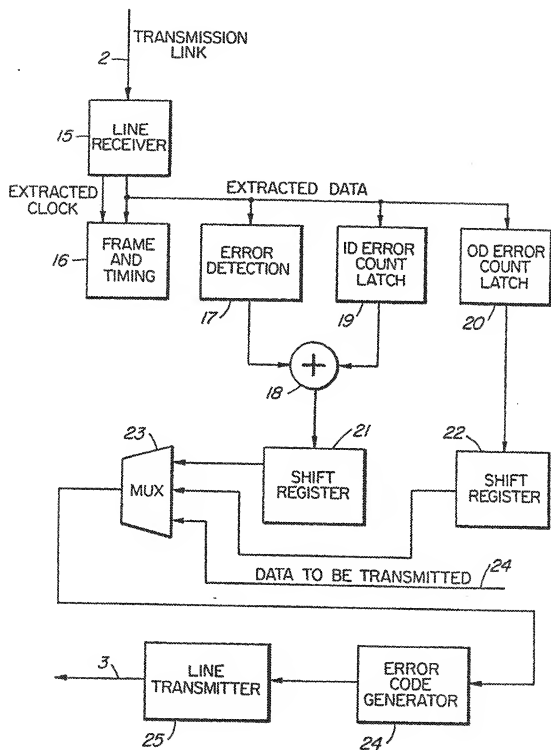 TRANSMISSION
LINK
2
15
LINE
RECEIVER
EXTRACTED
CLOCK
EXTRACTED DATA
16
FRAME
AND
TIMING
ERROR
DETECTION
17
ID ERROR
COUNT
LATCH
19
OD ERROR
COUNT
LATCH
20
+
18
23
MUX
21
SHIFT
REGISTER
22
SHIFT
REGISTER
DATA TO BE TRANSMITTED
24
3
LINE
TRANSMITTER
25
ERROR
CODE
GENERATOR
24